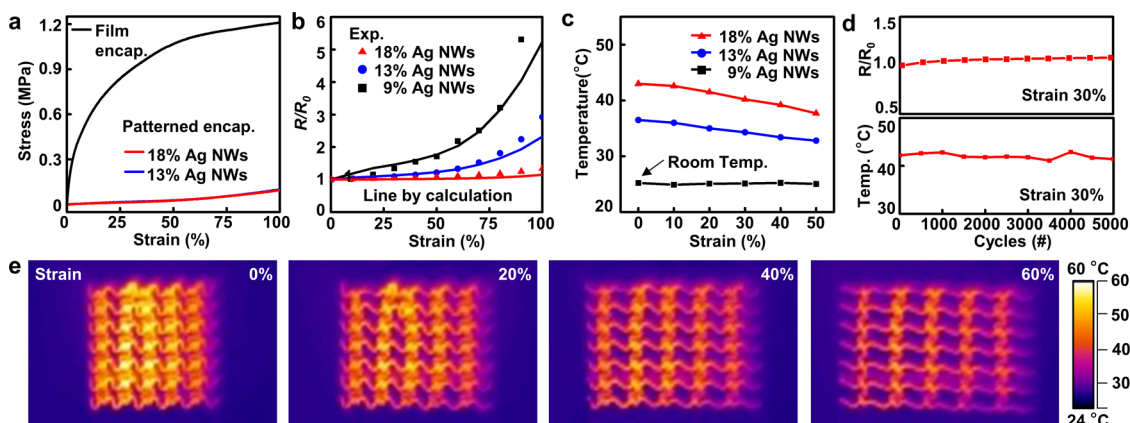 a
1.2
0.9
0.6
0.3
0
Stress (MPa)
Film
encap.
Patterned encap.
18% Ag NWs
13% Ag NWs
0 25 50 75 100
Strain (%)
b
6
5
4
3
2
1
0
R/R0
Exp.
18% Ag NWs
13% Ag NWs
9% Ag NWs
Line by calculation
0 25 50 75 100
Strain (%)
c
50
40
30
20
Temperature(°C)
18% Ag NWs
13% Ag NWs
9% Ag NWs
Room Temp.
0 10 20 30 40 50
Strain (%)
d
1.5
1.0
0.5
R/R0
Strain 30%
50
40
30
Temp. (°C)
Strain 30%
0 1000 2000 3000 4000 5000
Cycles (#)
e
Strain 0%
20%
40%
60%
60 °C
60
50
40
30
24 °C